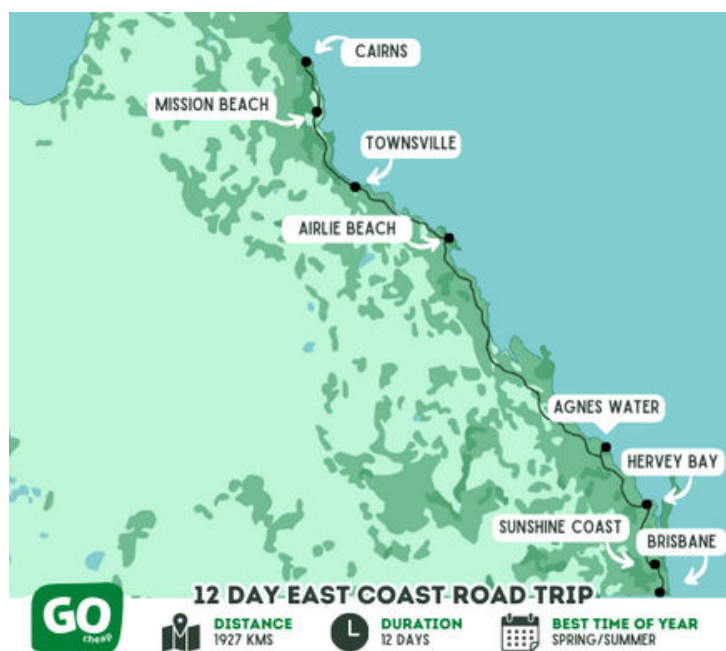 CAIRNS
MISSION BEACH
TOWNSVILLE
AIRLIE BEACH
AGNES WATER
HERVEY BAY
SUNSHINE COAST
BRISBANE
12 DAY EAST COAST ROAD TRIP
GO
cheap
DISTANCE
1927 KMS
DURATION
12 DAYS
BEST TIME OF YEAR
SPRING/SUMMER